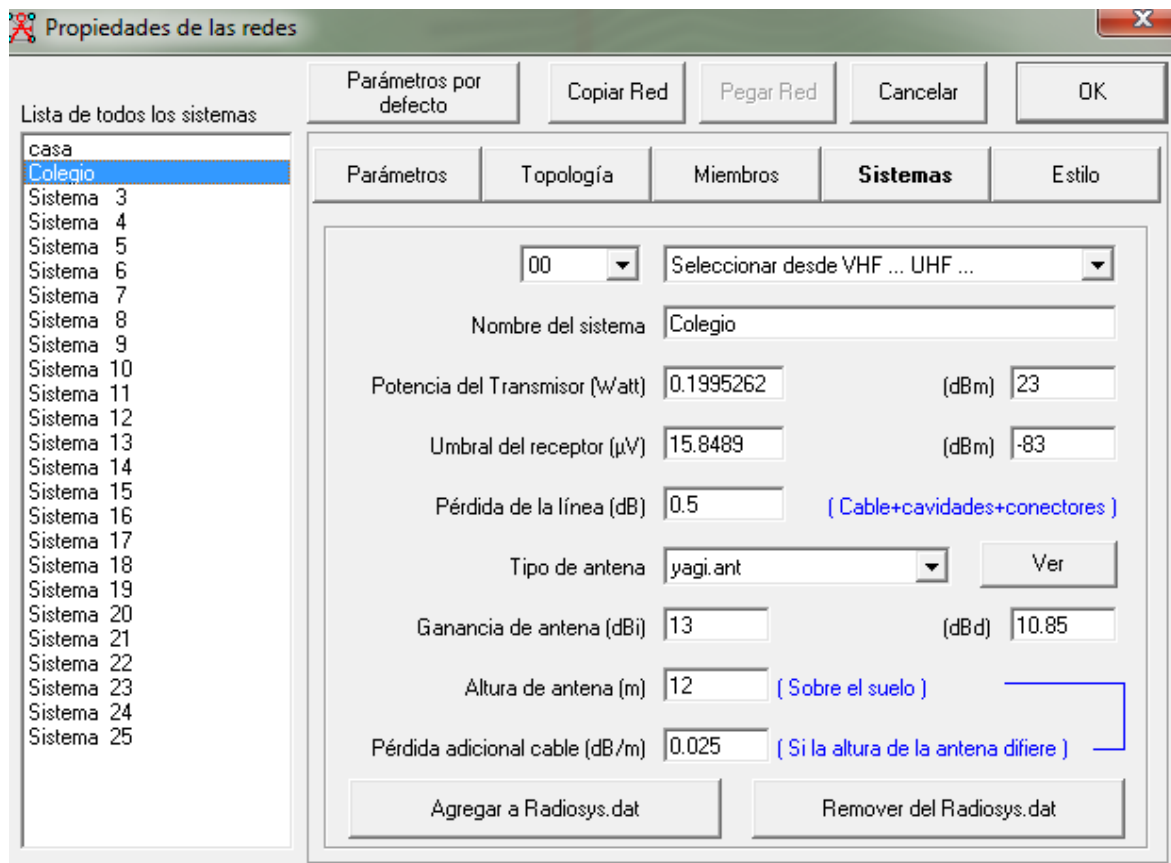 Propiedades de las redes
X
Lista de todos los sistemas
casa
Colegio
Sistema 3
Sistema 4
Sistema 5
Sistema 6
Sistema 7
Sistema 8
Sistema 9
Sistema 10
Sistema 11
Sistema 12
Sistema 13
Sistema 14
Sistema 15
Sistema 16
Sistema 17
Sistema 18
Sistema 19
Sistema 20
Sistema 21
Sistema 22
Sistema 23
Sistema 24
Sistema 25
Parámetros por
defecto
Copiar Red
Pegar Red
Cancelar
OK
Parámetros
Topología
Miembros
Sistemas
Estilo
00 Seleccionar desde VHF ... UHF ...
Nombre del sistema Colegio
Potencia del Transmisor (Watt) 0.1995262 (dBm) 23
Umbral del receptor (µV) 15.8489 (dBm) -83
Pérdida de la línea (dB) 0.5 ( Cable+cavidades+conectores )
Tipo de antena yagi.ant Ver
Ganancia de antena (dBi) 13 (dBd) 10.85
Altura de antena (m) 12 ( Sobre el suelo )
Pérdida adicional cable (dB/m) 0.025 ( Si la altura de la antena difiere )
Agregar a Radiosys.dat
Remover del Radiosys.dat